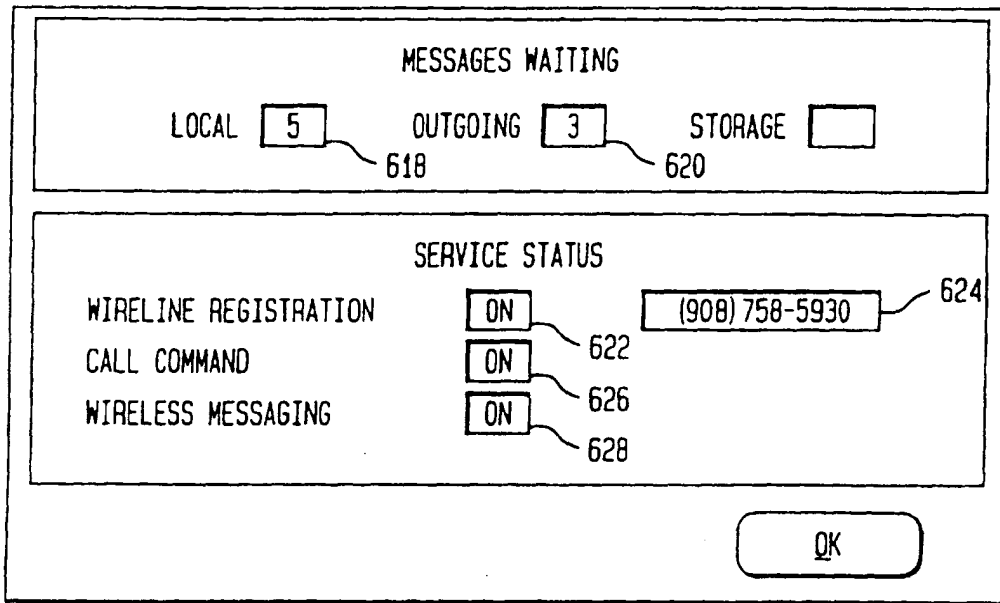 MESSAGES WAITING
LOCAL 5 OUTGOING 3 STORAGE
618 620
SERVICE STATUS
624
WIRELINE REGISTRATION ON (908) 758-5930
622
CALL COMMAND ON
626
WIRELESS MESSAGING ON
628
OK